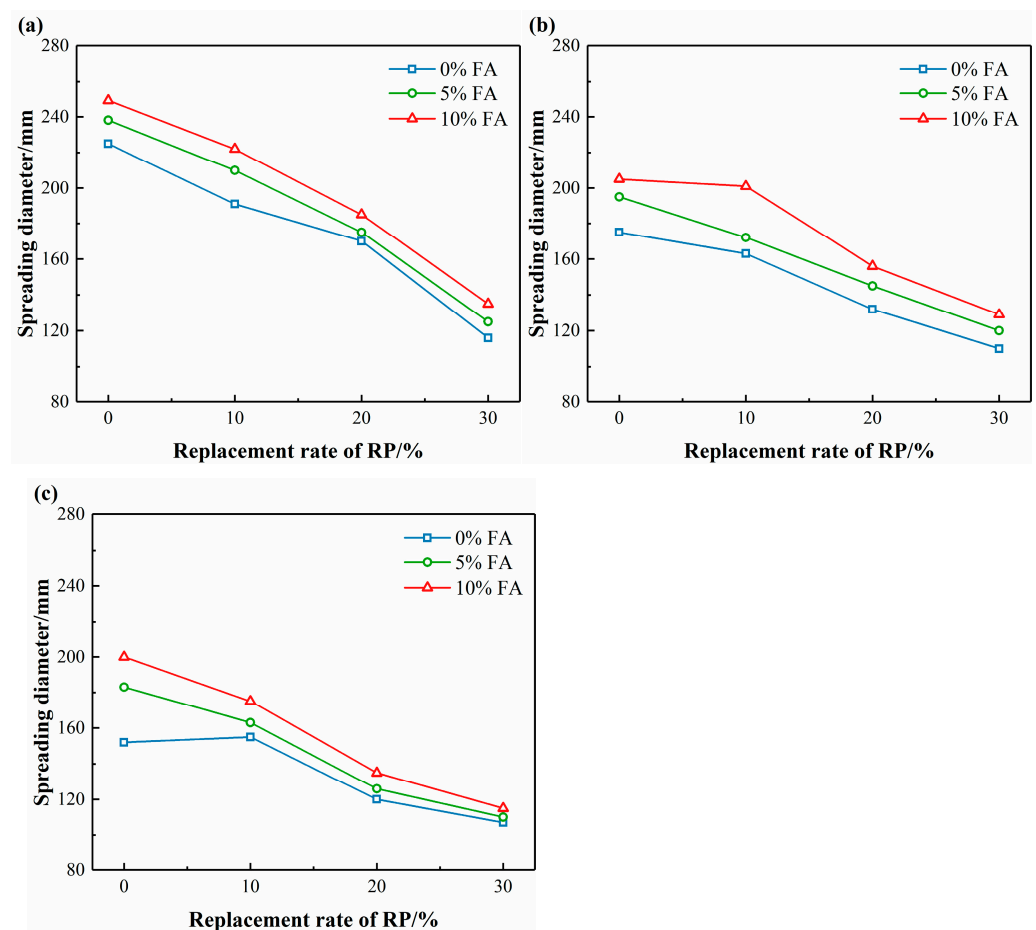 (a)
280
240
200
160
120
80
Spreading diameter/mm
0% FA
5% FA
10% FA
0 10 20 30
Replacement rate of RP/%
(b)
280
240
200
160
120
80
Spreading diameter/mm
0% FA
5% FA
10% FA
0 10 20 30
Replacement rate of RP/%
(c)
280
240
200
160
120
80
Spreading diameter/mm
0% FA
5% FA
10% FA
0 10 20 30
Replacement rate of RP/%